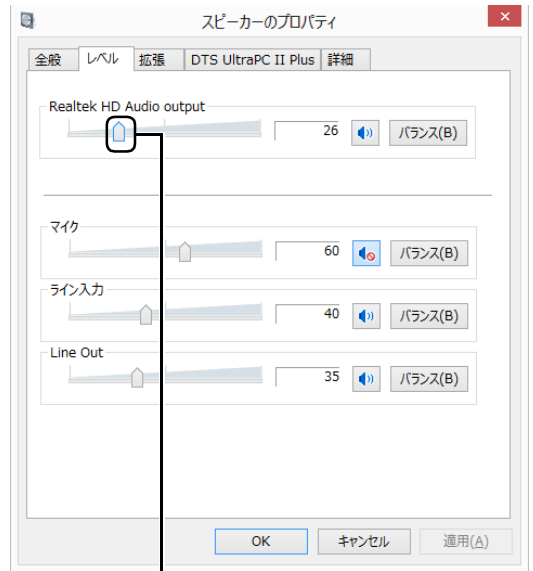 スピーカーのプロパティ
×
全般 レベル 拡張 DTS UltraPC II Plus 詳細
Realtek HD Audio output
26 バランス(B)
マイク
60 バランス(B)
ライン入力
40 バランス(B)
Line Out
35 バランス(B)
OK キャンセル 適用(A)